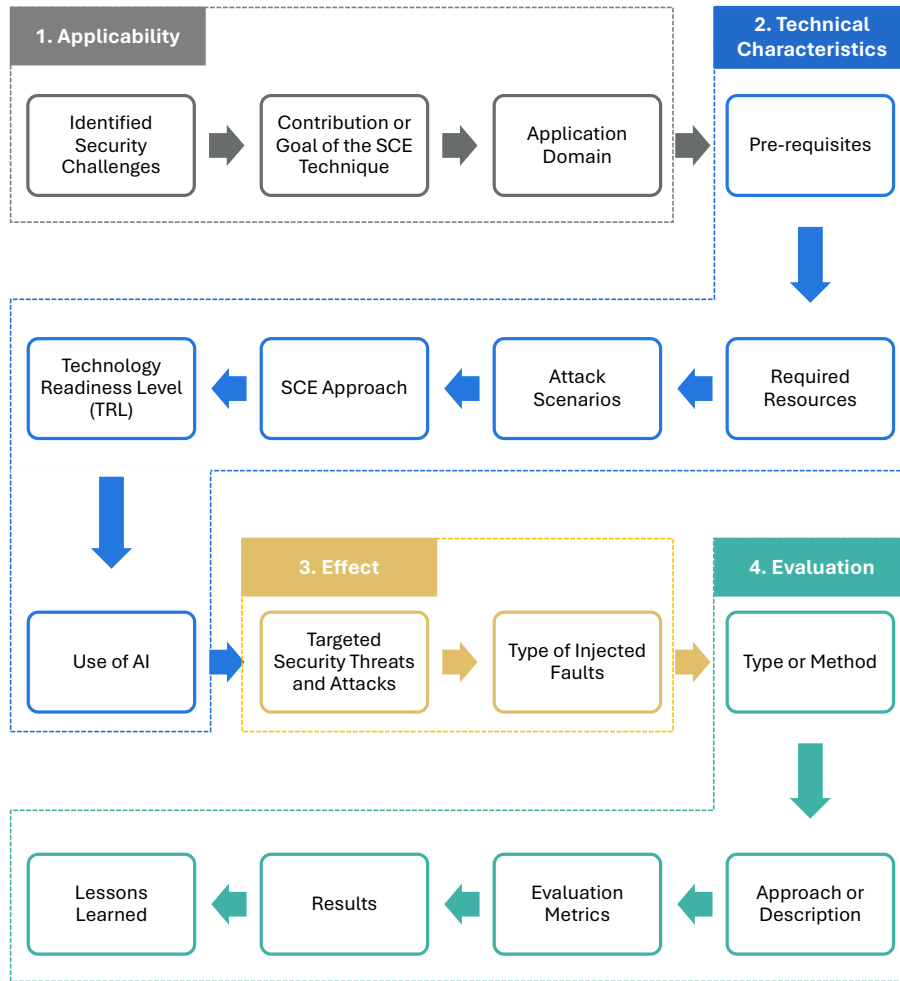 1. Applicability
2. Technical
Characteristics
Identified
Security
Challenges
Contribution or
Goal of the SCE
Technique
Application
Domain
Pre-requisites
Technology
Readiness Level
(TRL)
SCE Approach
Attack
Scenarios
Required
Resources
3. Effect
4. Evaluation
Use of AI
Targeted
Security Threats
and Attacks
Type of Injected
Faults
Type or Method
Lessons
Learned
Results
Evaluation
Metrics
Approach or
Description